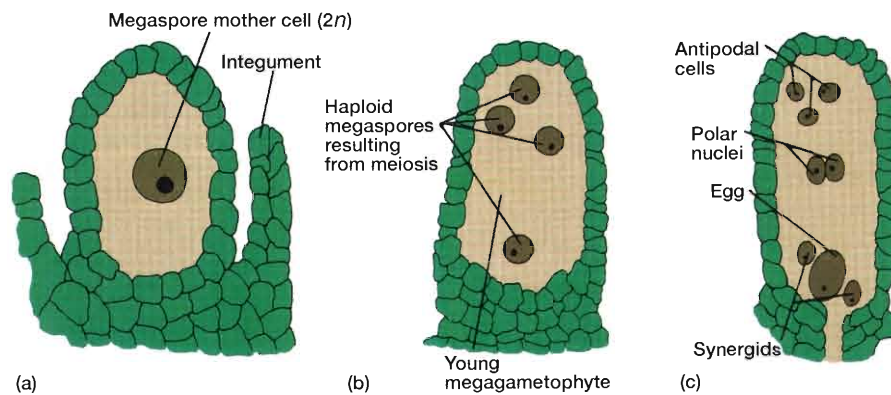 Megaspore mother cell (2n)
Integument
(a)
Haploid
megaspores
resulting
from meiosis
Young
megagametophyte
(b)
Antipodal
cells
Polar
nuclei
Egg
Synergids
(c)